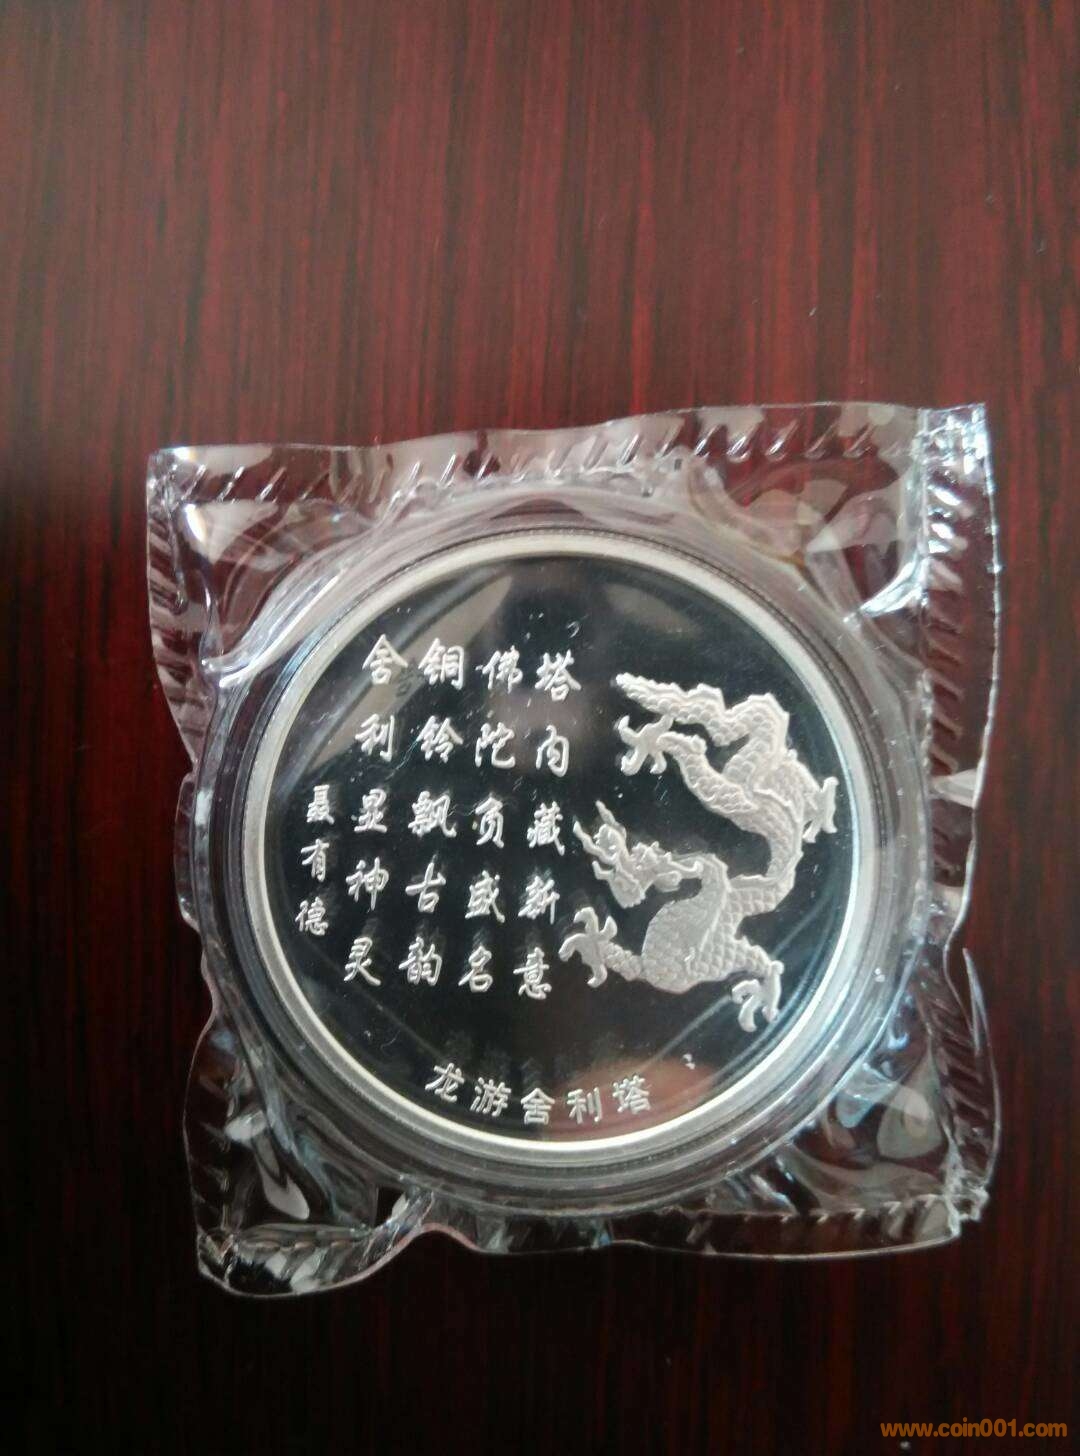 塔内藏新意
佛陀负盛名
铜铃飘古韵
舍利显神灵
聂有德
龙游舍利塔
www.coin001.com